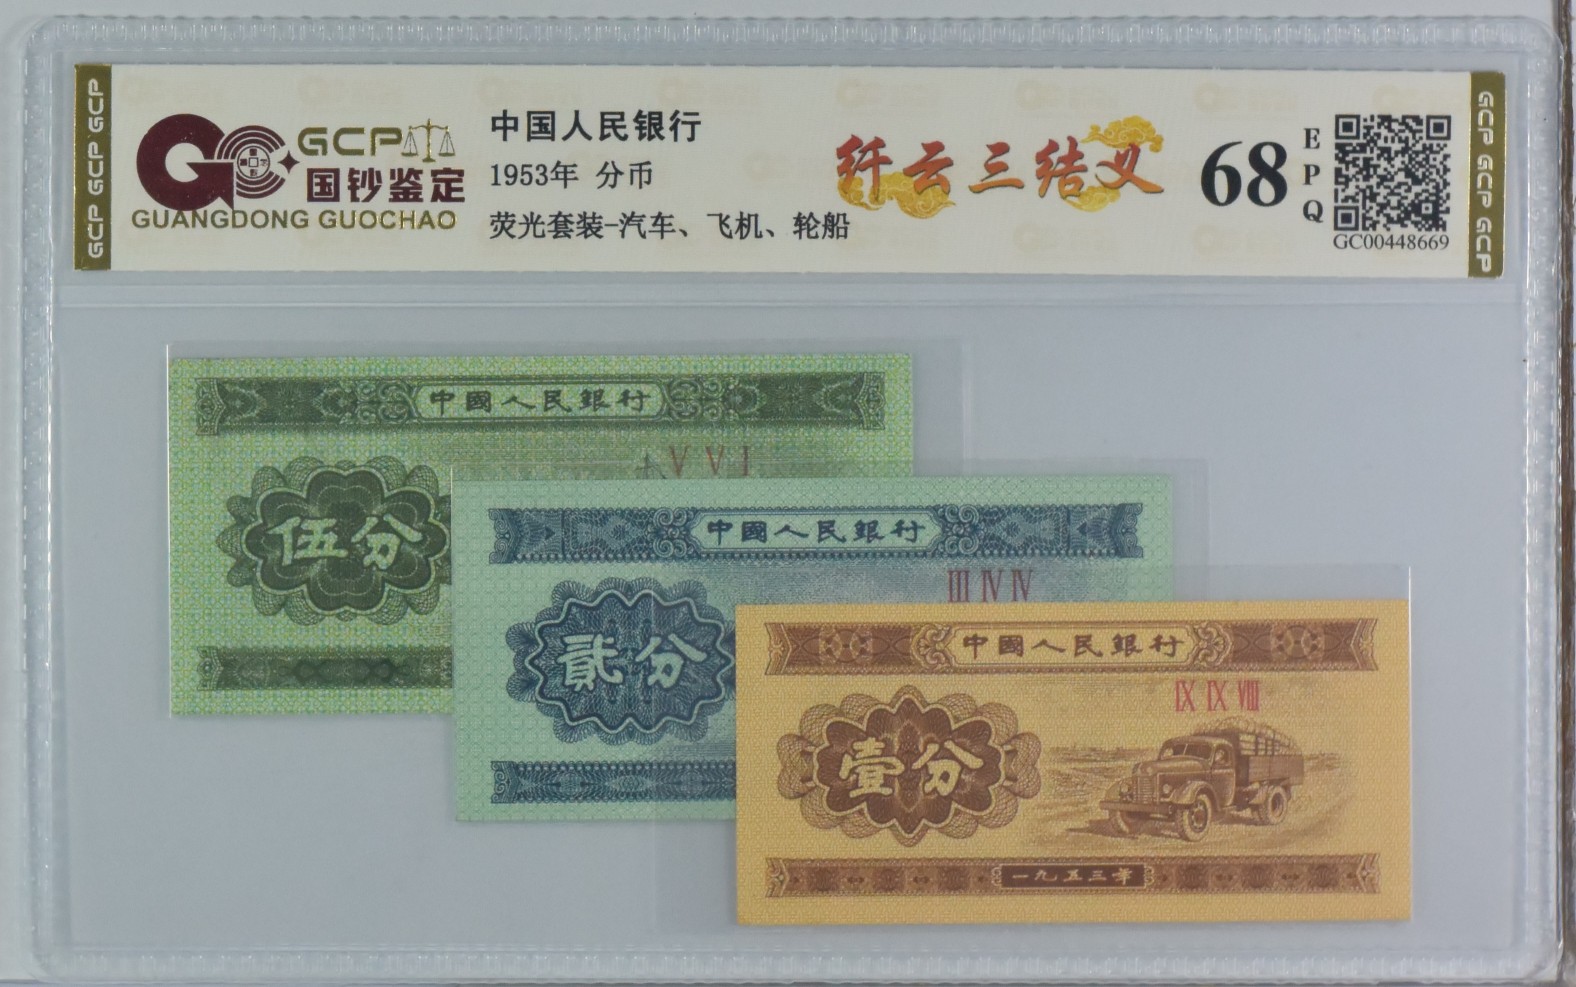 GCP GCP GCP
GCP
国钞鉴定
GUANGDONG GUOCHAO
中国人民银行
1953年 分币
荧光套装-汽车、飞机、轮船
纤云三结义
68
EPQ
GC00448669
GCP GCP GCP
中國人民銀行
V V I
伍分
中國人民銀行
III IV IV
貳分
中國人民銀行
IX IX VIII
壹分
一九五三年